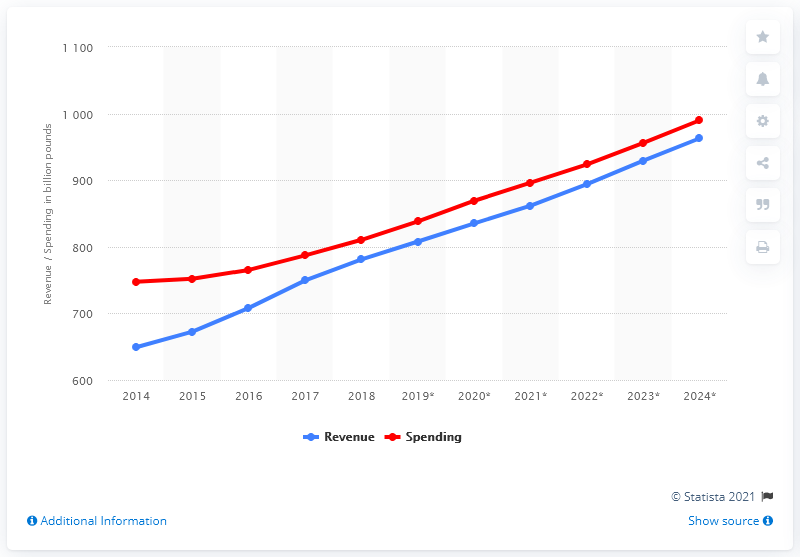 1 100
1 000
900
800
700
600
Revenue / Spending in billion pounds
2014 2015 2016 2017 2018 2019* 2020* 2021* 2022* 2023* 2024*
Revenue Spending
© Statista 2021
Additional Information Show source